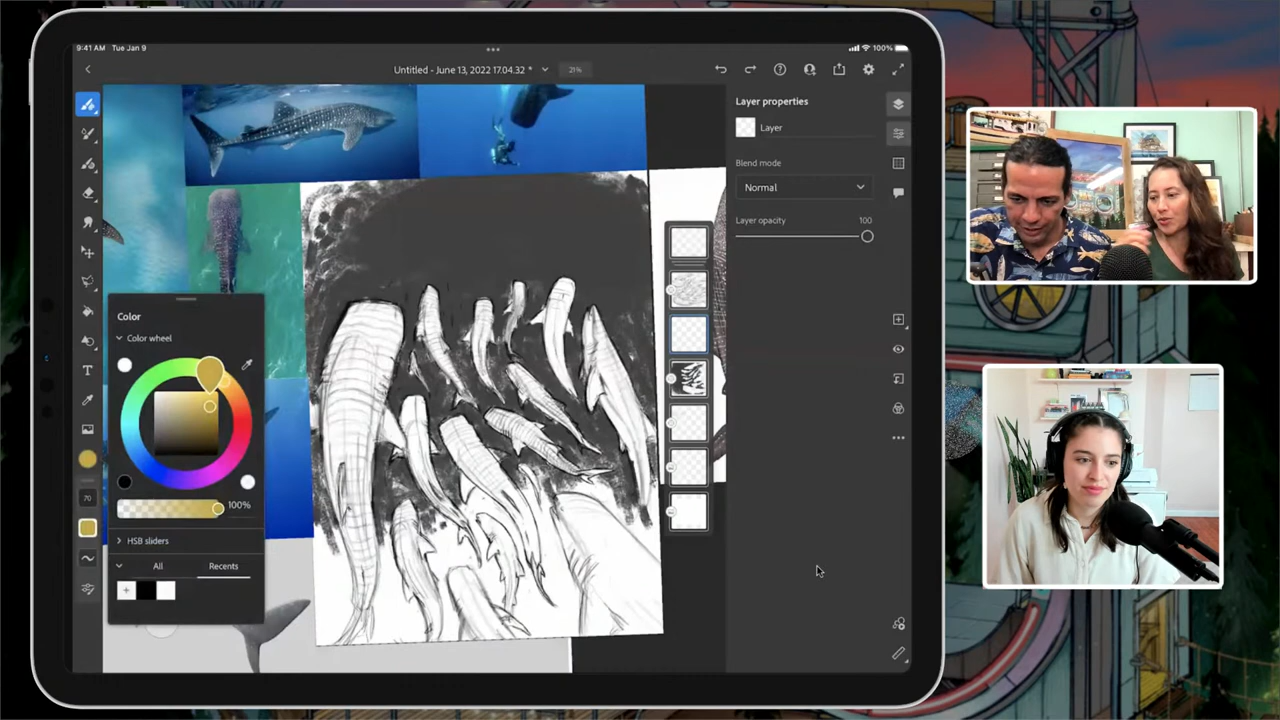 9:41 AM Tue Jan 9
100%
Untitled - June 13, 2022 17.04.32 *
21%
Layer properties
Layer
Blend mode
Normal
Layer opacity
100
Color
Color wheel
100%
HSB sliders
All
Recents
T
70